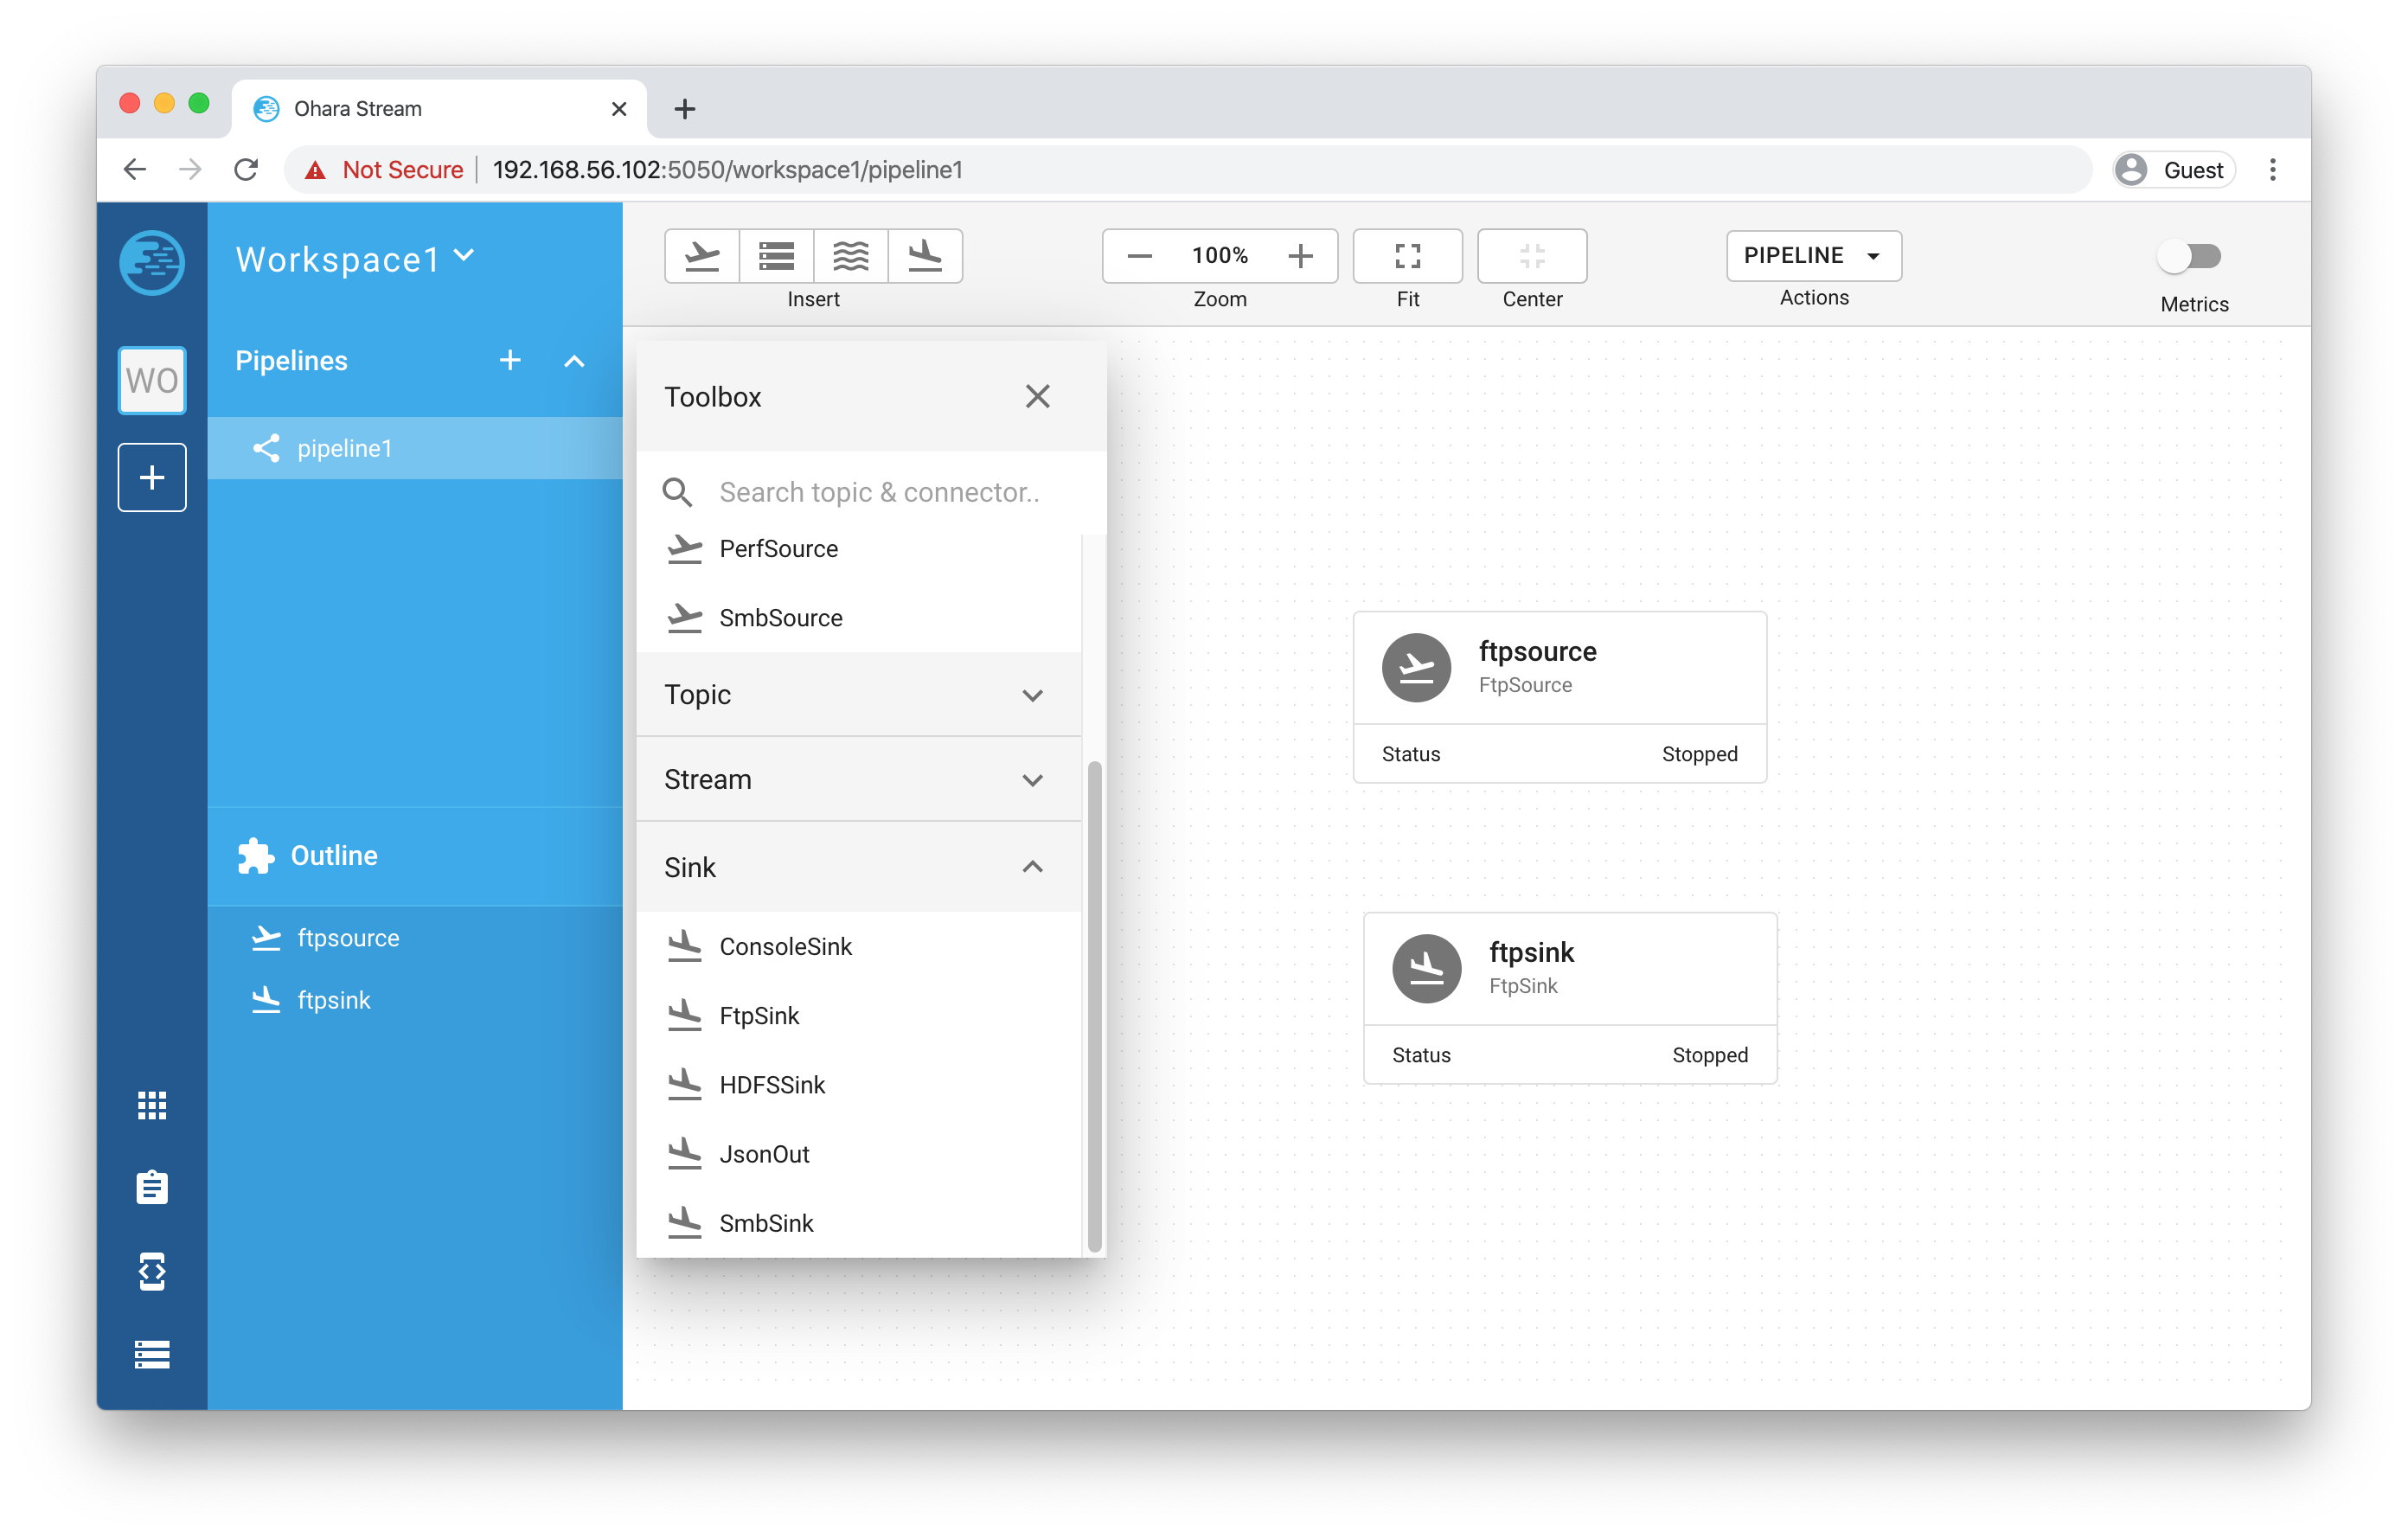 Ohara Stream
Not Secure
192.168.56.102:5050/workspace1/pipeline1
Guest
Workspace1
WO
Pipelines
pipeline1
Outline
ftpsource
ftpsink
Insert
100%
Zoom
Fit
Center
PIPELINE
Actions
Metrics
Toolbox
Search topic & connector..
PerfSource
SmbSource
Topic
Stream
Sink
ConsoleSink
FtpSink
HDFSSink
JsonOut
SmbSink
ftpsource
FtpSource
Status Stopped
ftpsink
FtpSink
Status Stopped